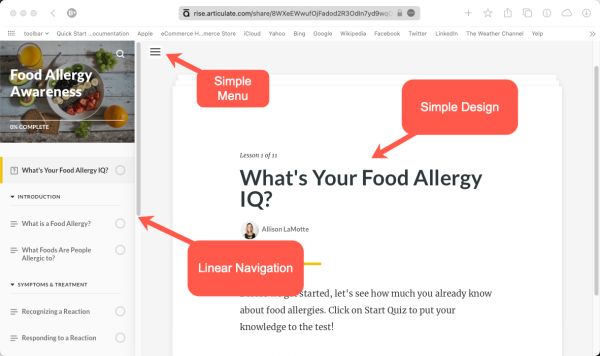 rise.articulate.com/share/8WXeEWwufOjFadod2R3OdIn7yd9woQ
toolbar
Quick Start ...ocumentation
Apple
eCommerce H...merce Store
iCloud
Yahoo
Bing
Google
Wikipedia
Facebook
Twitter
LinkedIn
The Weather Channel
Yelp
Food Allergy
Awareness
0% COMPLETE
What's Your Food Allergy IQ?
INTRODUCTION
What is a Food Allergy?
What Foods Are People
Allergic to?
SYMPTOMS & TREATMENT
Recognizing a Reaction
Responding to a Reaction
Simple
Menu
Simple Design
Linear Navigation
Lesson 1 of 11
What's Your Food Allergy
IQ?
Allison LaMotte
get started, let's see how much you already know
about food allergies. Click on Start Quiz to put your
knowledge to the test!